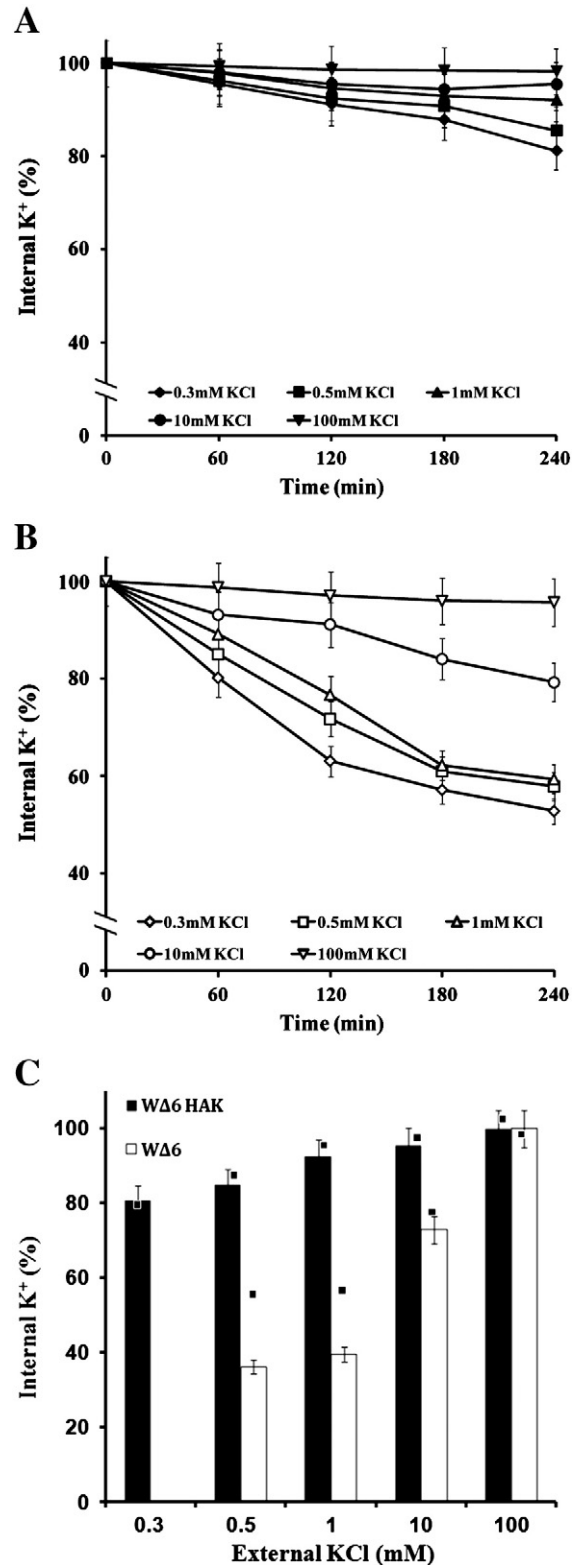 A
Internal K⁺ (%)
100
80
60
40
0
0.3mM KCl 0.5mM KCl 1mM KCl
10mM KCl 100mM KCl
0 60 120 180 240
Time (min)
B
Internal K⁺ (%)
100
80
60
40
0
0.3mM KCl 0.5mM KCl 1mM KCl
10mM KCl 100mM KCl
0 60 120 180 240
Time (min)
C
Internal K⁺ (%)
WΔ6 HAK
WΔ6
100
80
60
40
20
0
0.3 0.5 1 10 100
External KCl (mM)